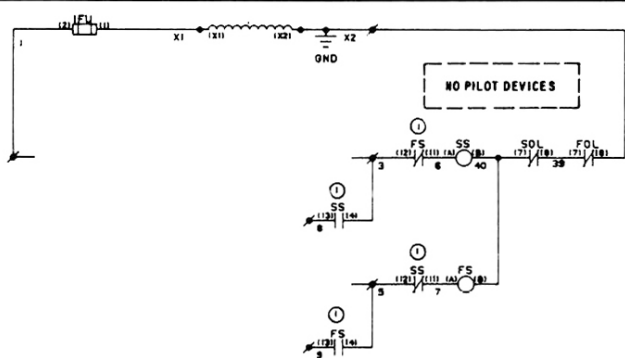 1FU
(2) (1)
1 X1 (X1) (X2) X2
GND
NO PILOT DEVICES
1
FS SS SOL FOL
(12) (11) (A) (B) (7) (8) (7) (8)
3 6 40 39
1
SS
(13) (14)
8
1
SS FS
(12) (11) (A) (B)
5 7
1
FS
(13) (14)
9